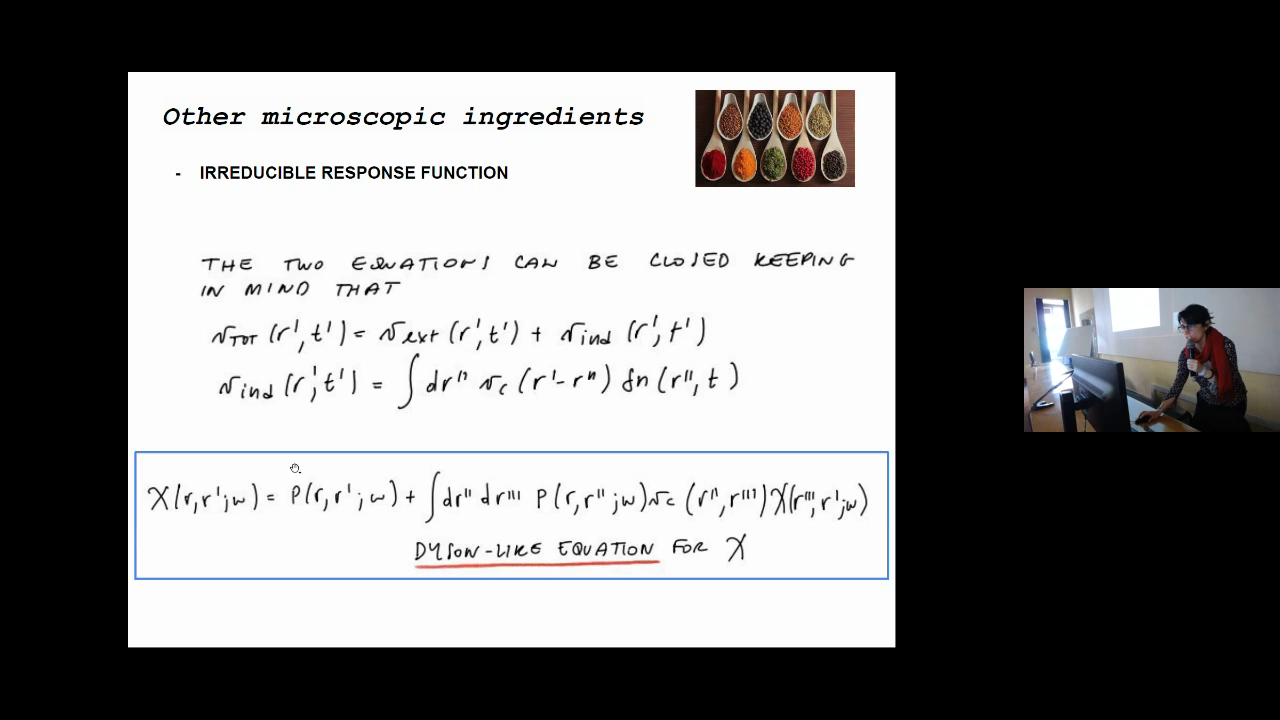 Other microscopic ingredients
- IRREDUCIBLE RESPONSE FUNCTION
THE TWO EQUATIONS CAN BE CLOSED KEEPING
IN MIND THAT
v_TOT (r', t') = v_ext (r', t') + v_ind (r', t')
v_ind (r', t') = ∫ dr'' v_c (r' - r'') δn (r'', t)
χ(r, r'; ω) = P(r, r'; ω) + ∫ dr'' dr''' P(r, r''; ω) v_c (r'', r''') χ(r''', r'; ω)
DYSON-LIKE EQUATION FOR χ